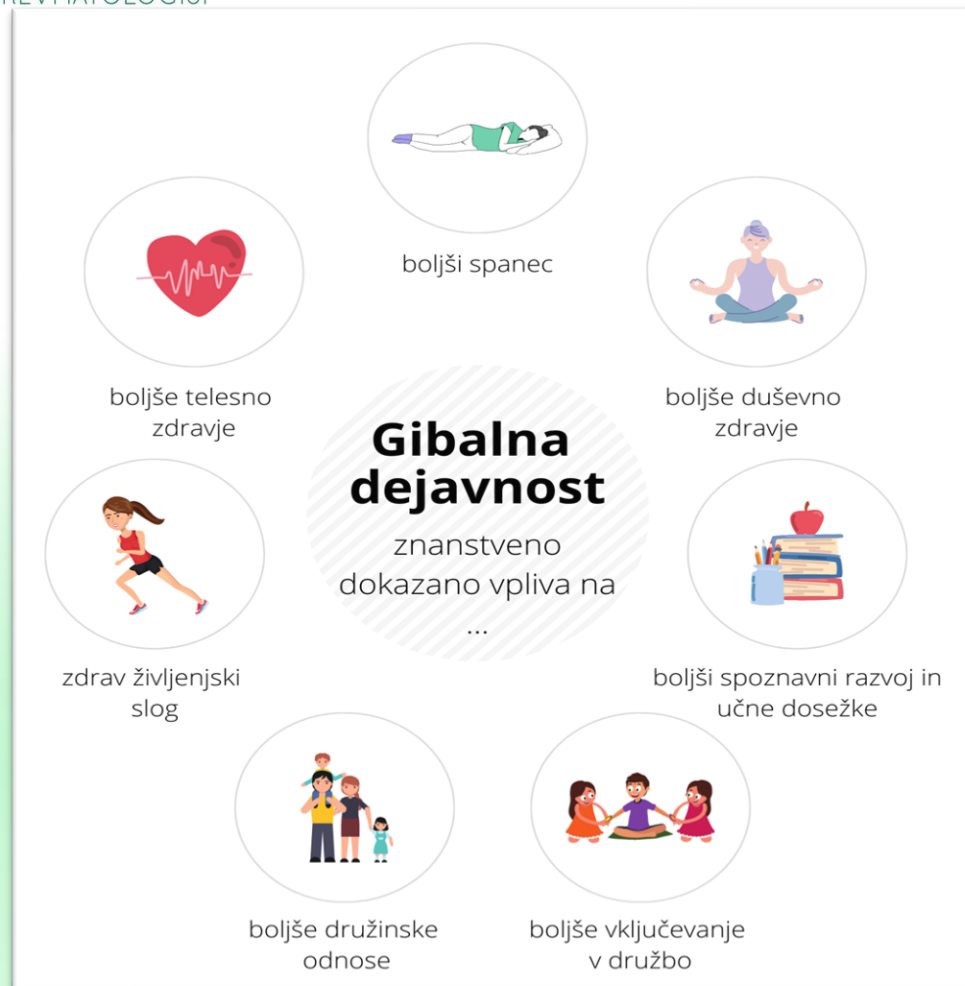 boljši spanec
boljše telesno
zdravje
boljše duševno
zdravje
Gibalna
dejavnost
znanstveno
dokazano vpliva na
...
zdrav življenjski
slog
boljši spoznavni razvoj in
učne dosežke
boljše družinske
odnose
boljše vključevanje
v družbo